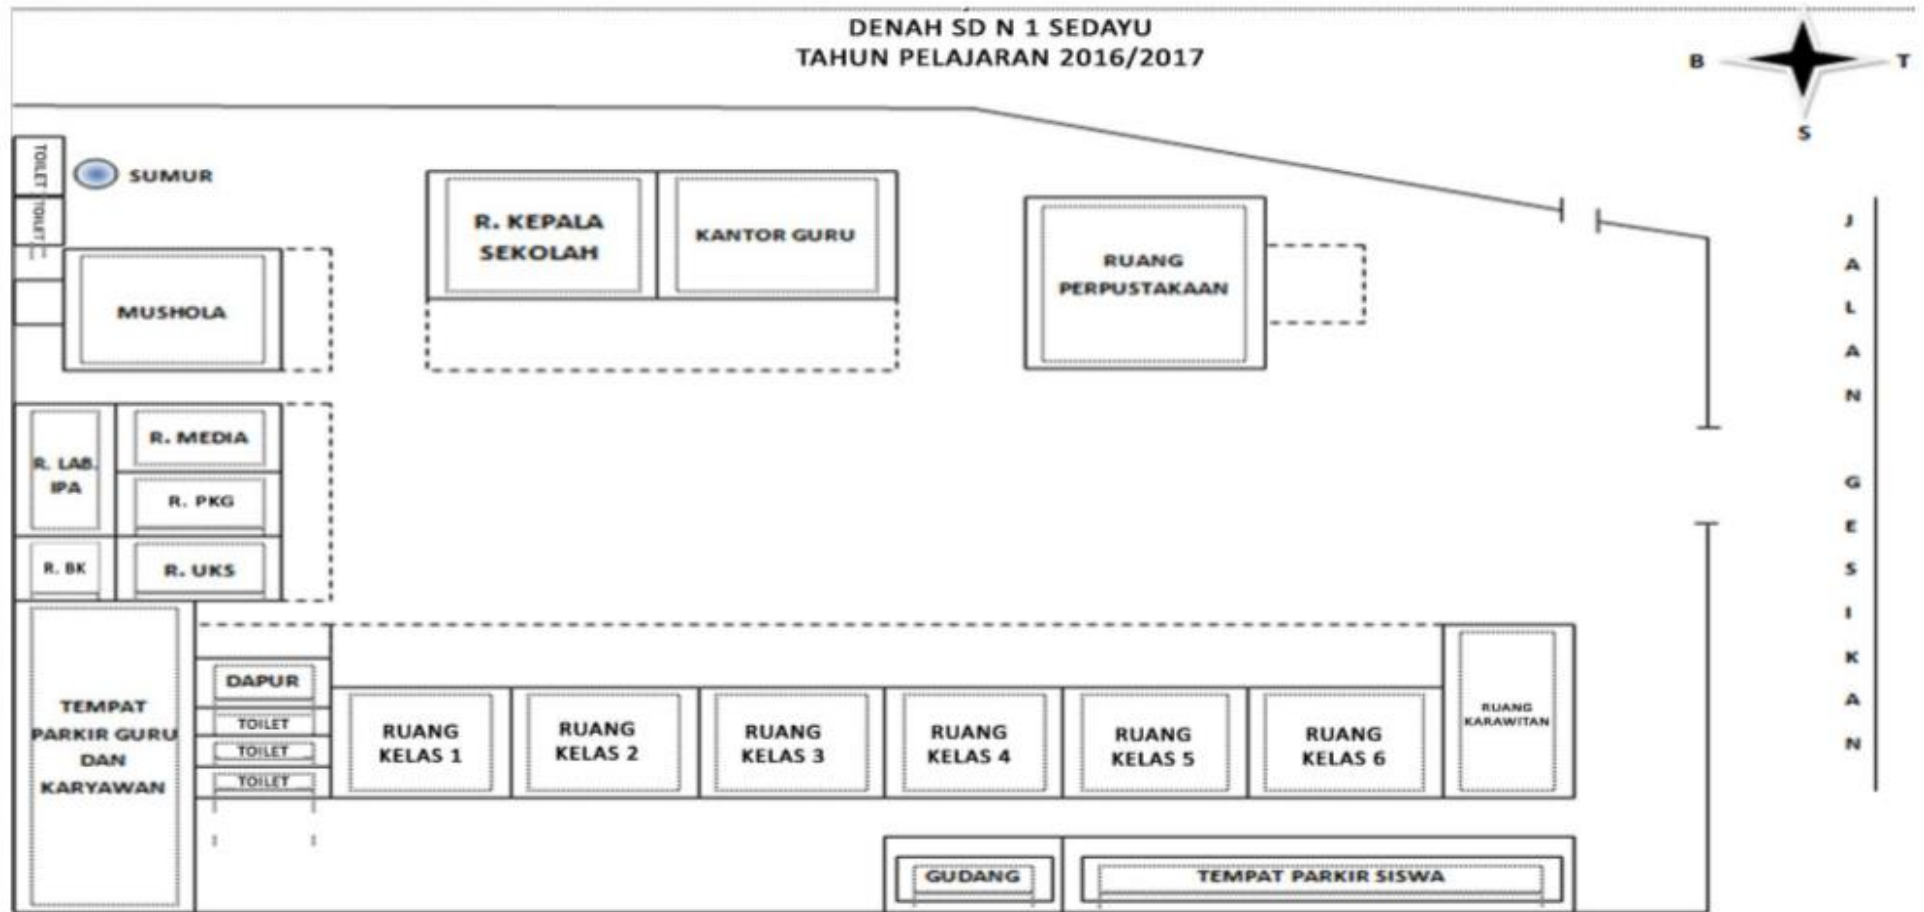 DENAH SD N 1 SEDAYU
TAHUN PELAJARAN 2016/2017
B
T
S
TOILET
SUMUR
TOILET
R. KEPALA
SEKOLAH
KANTOR GURU
RUANG
PERPUSTAKAAN
MUSHOLA
R. LAB.
IPA
R. MEDIA
R. PKG
R. BK
R. UKS
JALAN GESIKAN
TEMPAT
PARKIR GURU
DAN
KARYAWAN
DAPUR
TOILET
TOILET
TOILET
RUANG
KELAS 1
RUANG
KELAS 2
RUANG
KELAS 3
RUANG
KELAS 4
RUANG
KELAS 5
RUANG
KELAS 6
RUANG
KARAWITAN
GUDANG
TEMPAT PARKIR SISWA